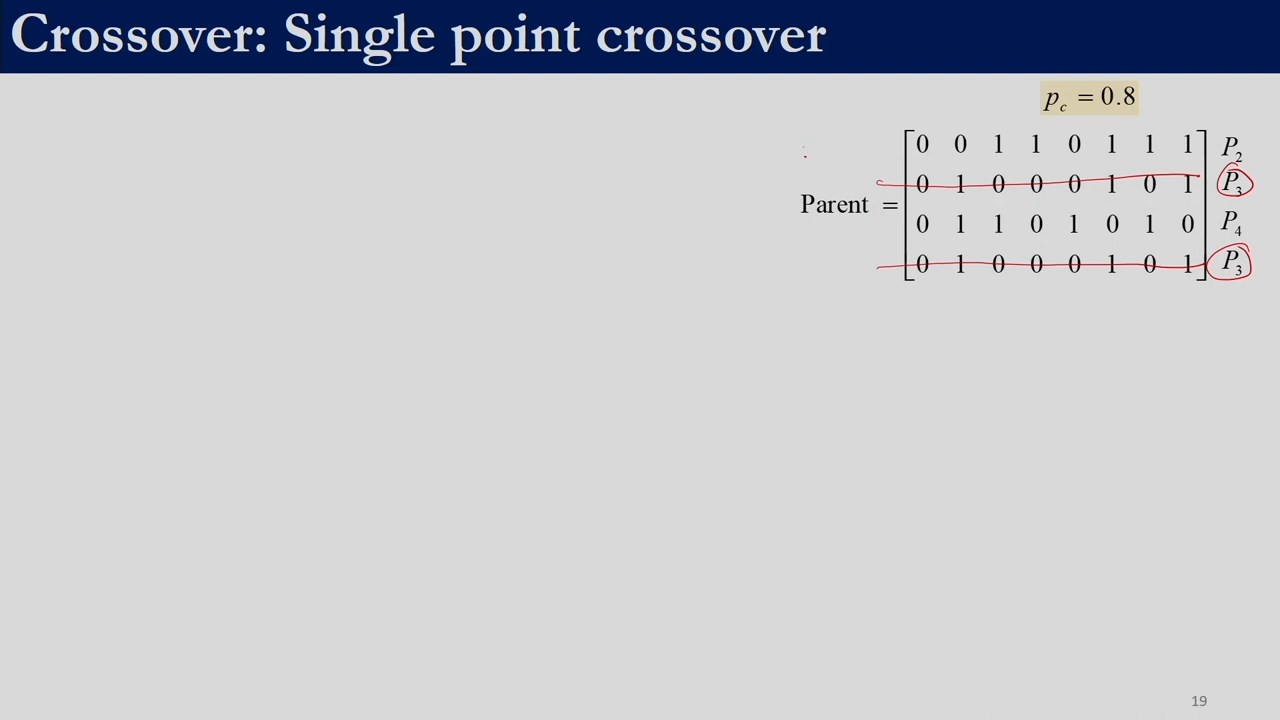 Crossover: Single point crossover
p_c = 0.8
0 0 1 1 0 1 1 1 P_2
0 1 0 0 0 1 0 1 P_3
Parent =
0 1 1 0 1 0 1 0 P_4
0 1 0 0 0 1 0 1 P_3
19